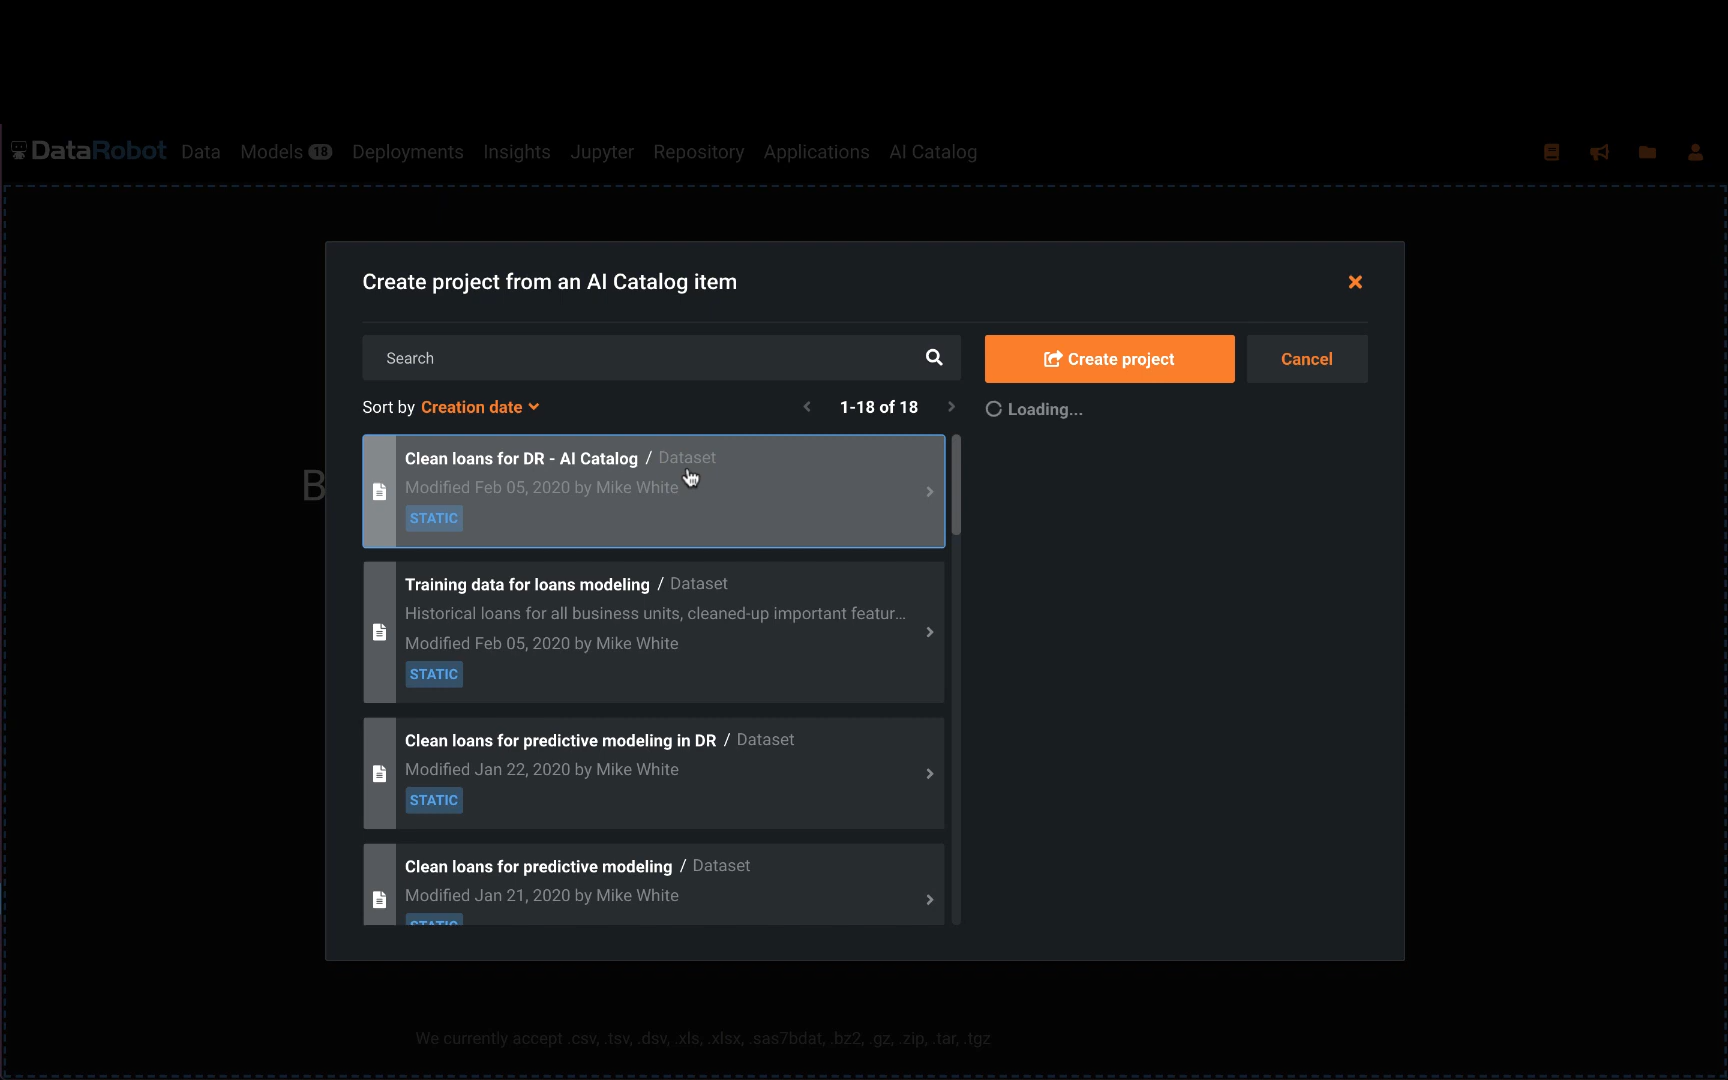 DataRobot Data Models 18 Deployments Insights Jupyter Repository Applications AI Catalog
Create project from an AI Catalog item
Search
Create project
Cancel
Sort by Creation date
1-18 of 18
Loading...
Clean loans for DR - AI Catalog / Dataset
Modified Feb 05, 2020 by Mike White
STATIC
Training data for loans modeling / Dataset
Historical loans for all business units, cleaned-up important featur...
Modified Feb 05, 2020 by Mike White
STATIC
Clean loans for predictive modeling in DR / Dataset
Modified Jan 22, 2020 by Mike White
STATIC
Clean loans for predictive modeling / Dataset
Modified Jan 21, 2020 by Mike White
STATIC
B
We currently accept .csv, .tsv, .dsv, .xls, .xlsx, .sas7bdat, .bz2, .gz, .zip, .tar, .tgz